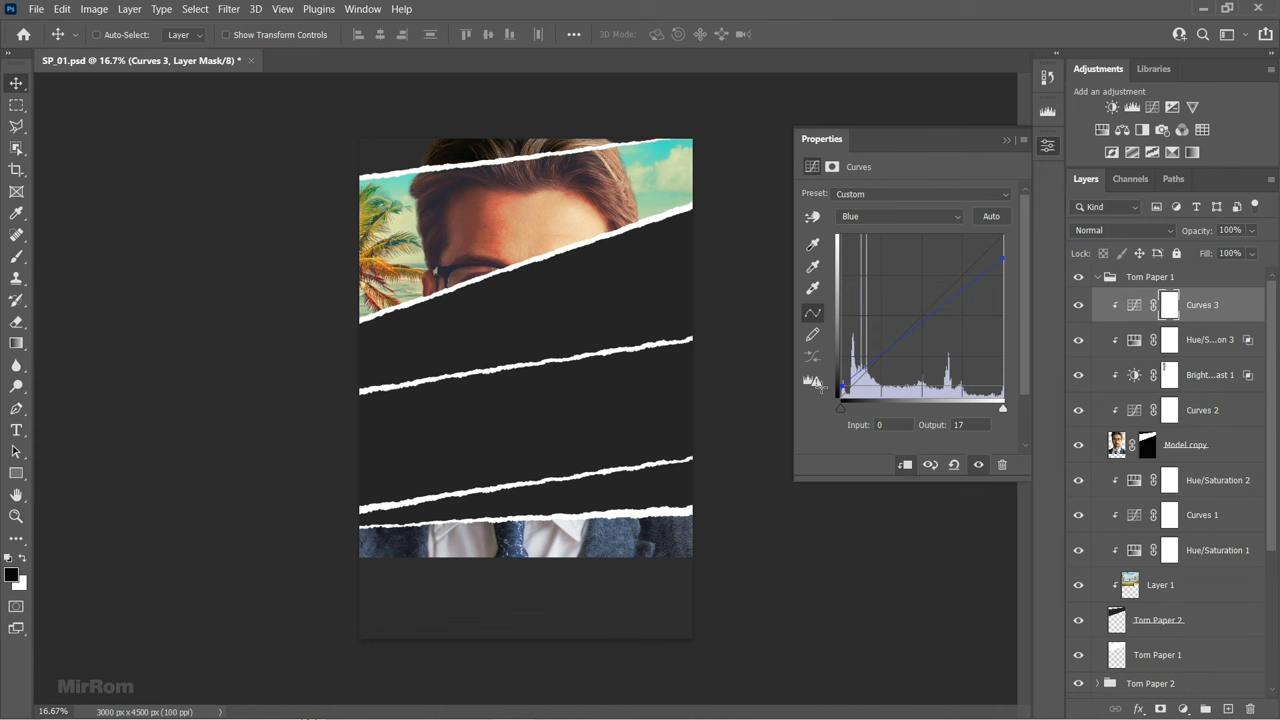 Ps File Edit Image Layer Type Select Filter 3D View Plugins Window Help
Auto-Select: Layer Show Transform Controls 3D Mode:
SP_01.psd @ 16.7% (Curves 3, Layer Mask/8) *
Adjustments Libraries
Add an adjustment
Properties
Curves
Preset: Custom
Blue Auto
Input: 0 Output: 17
Layers Channels Paths
Kind
Normal Opacity: 100%
Lock: Fill: 100%
Tom Paper 1
Curves 3
Hue/S...on 3
Bright...ast 1
Curves 2
Model copy
Hue/Saturation 2
Curves 1
Hue/Saturation 1
Layer 1
Tom Paper 2
Tom Paper 1
Tom Paper 2
fx
MirRom
16.67% 3000 px x 4500 px (100 ppi)